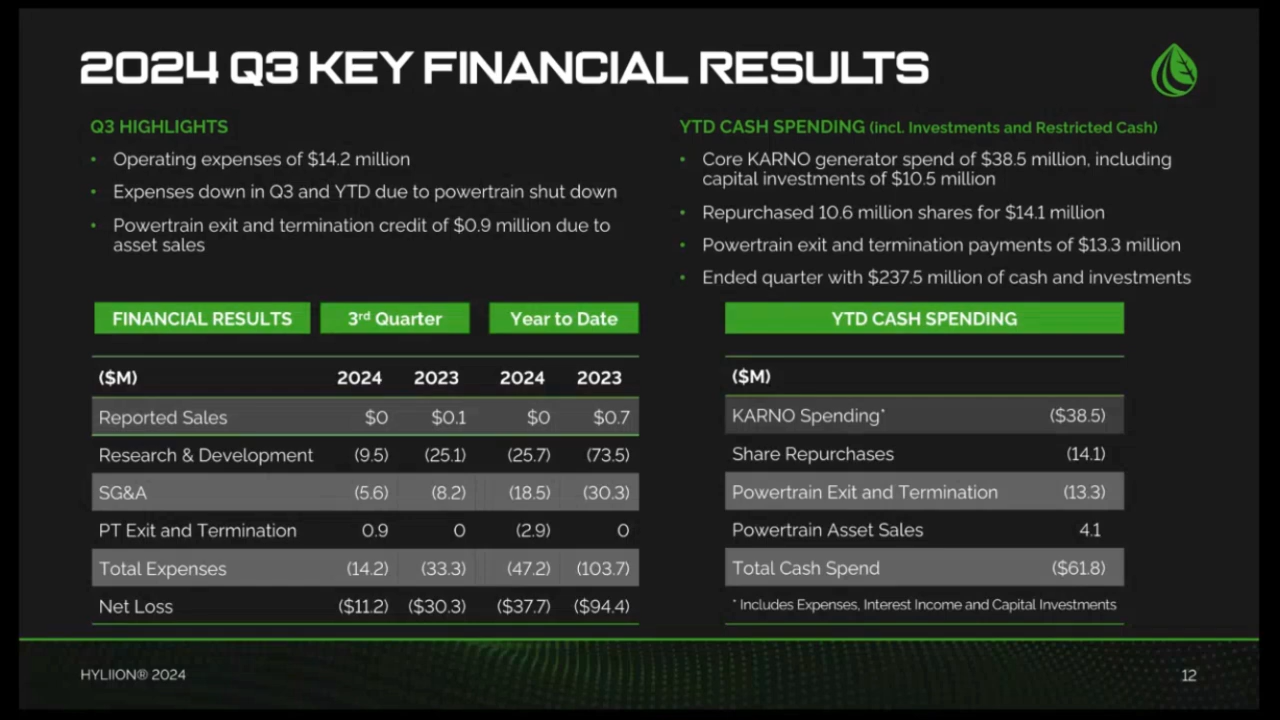 2024 Q3 KEY FINANCIAL RESULTS
Q3 HIGHLIGHTS
• Operating expenses of $14.2 million
• Expenses down in Q3 and YTD due to powertrain shut down
• Powertrain exit and termination credit of $0.9 million due to
asset sales
YTD CASH SPENDING (incl. Investments and Restricted Cash)
• Core KARNO generator spend of $38.5 million, including
capital investments of $10.5 million
• Repurchased 10.6 million shares for $14.1 million
• Powertrain exit and termination payments of $13.3 million
• Ended quarter with $237.5 million of cash and investments
FINANCIAL RESULTS 3rd Quarter Year to Date
($M) 2024 2023 2024 2023
Reported Sales $0 $0.1 $0 $0.7
Research & Development (9.5) (25.1) (25.7) (73.5)
SG&A (5.6) (8.2) (18.5) (30.3)
PT Exit and Termination 0.9 0 (2.9) 0
Total Expenses (14.2) (33.3) (47.2) (103.7)
Net Loss ($11.2) ($30.3) ($37.7) ($94.4)
YTD CASH SPENDING
($M)
KARNO Spending* ($38.5)
Share Repurchases (14.1)
Powertrain Exit and Termination (13.3)
Powertrain Asset Sales 4.1
Total Cash Spend ($61.8)
* Includes Expenses, Interest Income and Capital Investments
HYLIION® 2024
12